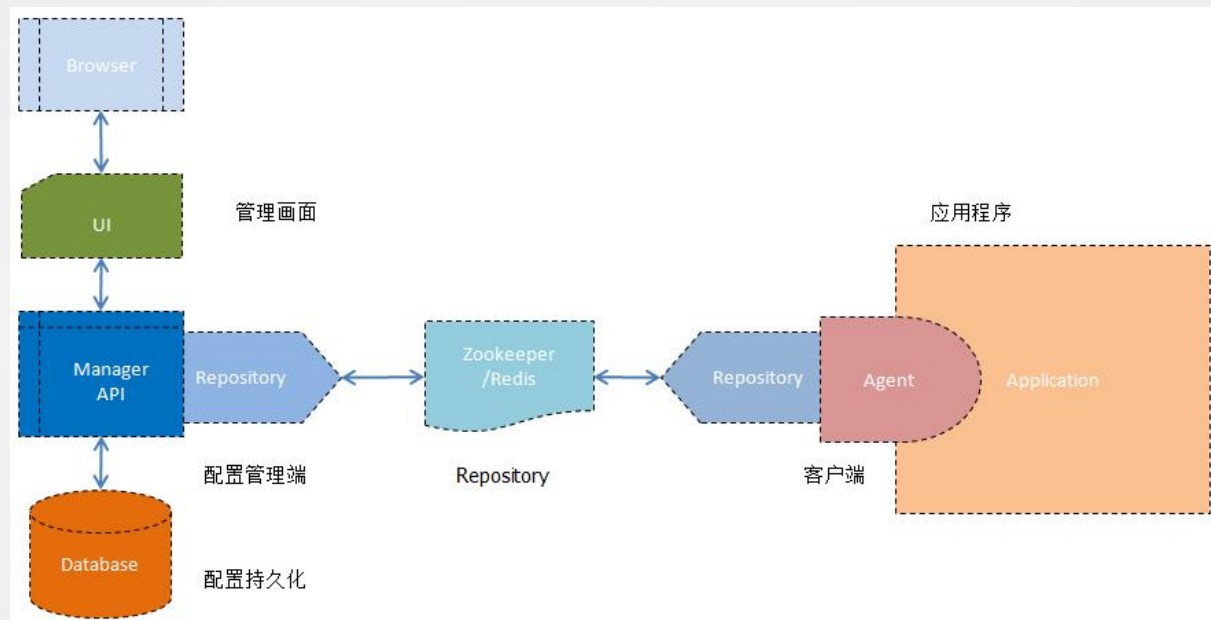 Browser
UI
管理画面
应用程序
Manager
API
Repository
Zookeeper
/Redis
Repository
Agent
Application
配置管理端
Repository
客户端
Database
配置持久化